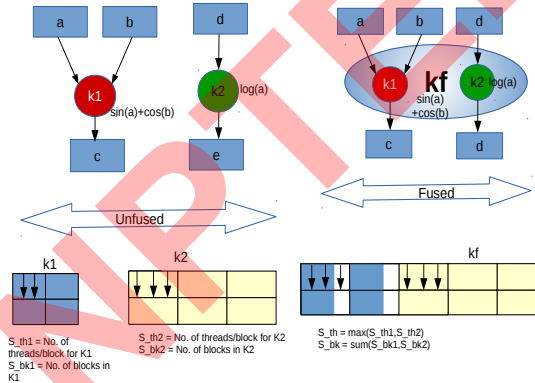 a
b
d
k1
sin(a)+cos(b)
k2
log(a)
c
e
Unfused
a
b
d
k1
kf
k2
log(a)
sin(a)
+cos(b)
c
d
Fused
k1
k2
kf
S_th1 = No. of
threads/block for K1
S_bk1 = No. of blocks in
K1
S_th2 = No. of threads/block for K2
S_bk2 = No. of blocks in K2
S_th = max(S_th1,S_th2)
S_bk = sum(S_bk1,S_bk2)
NPTE